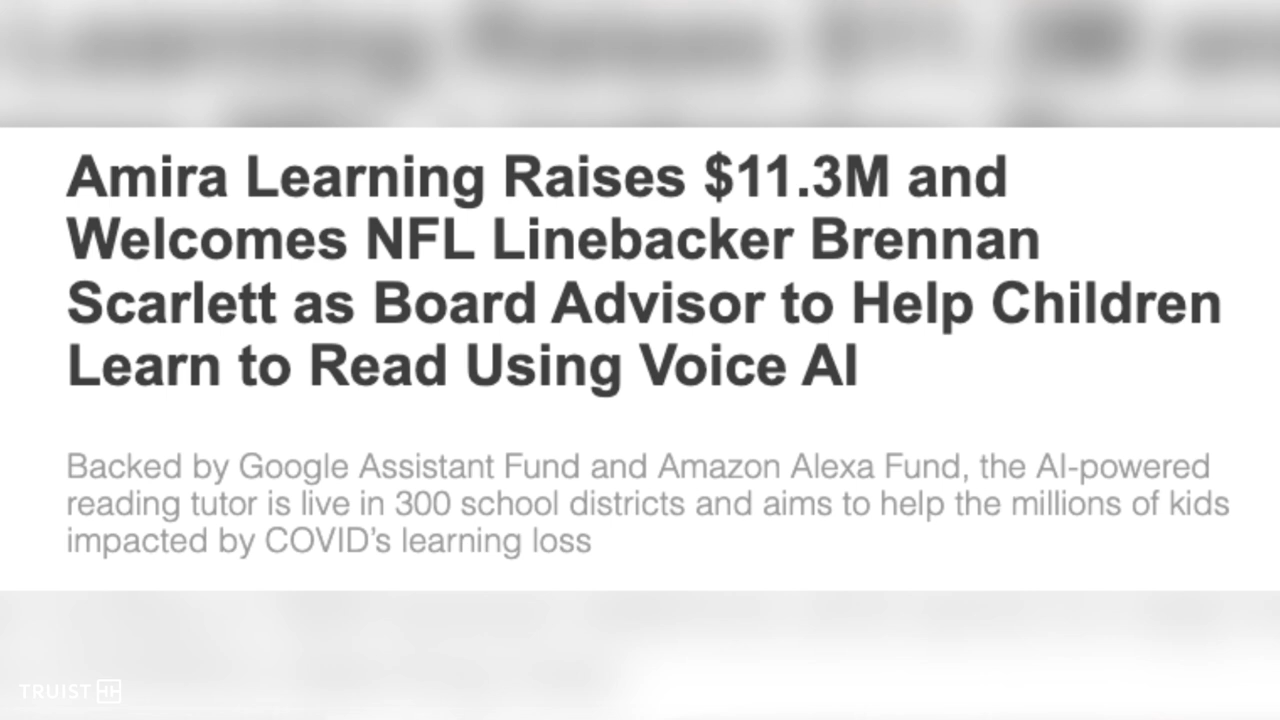 Amira Learning Raises $11.3M and
Welcomes NFL Linebacker Brennan
Scarlett as Board Advisor to Help Children
Learn to Read Using Voice AI
Backed by Google Assistant Fund and Amazon Alexa Fund, the AI-powered
reading tutor is live in 300 school districts and aims to help the millions of kids
impacted by COVID’s learning loss
TRUIST